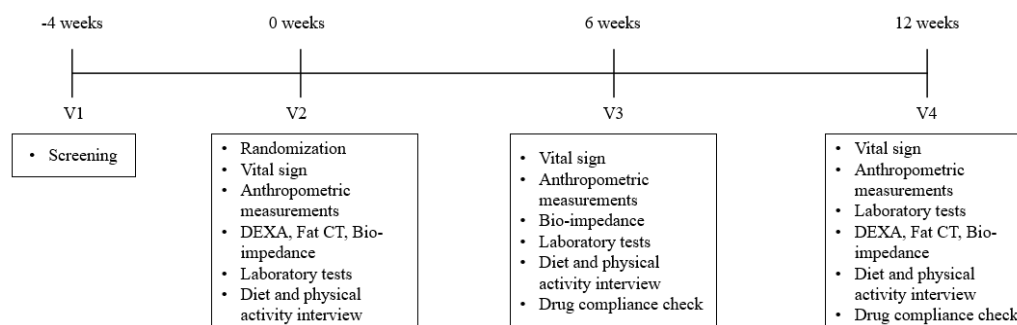 -4 weeks
0 weeks
6 weeks
12 weeks
V1
V2
V3
V4
• Screening
• Randomization
• Vital sign
• Anthropometric
measurements
• DEXA, Fat CT, Bio-
impedance
• Laboratory tests
• Diet and physical
activity interview
• Vital sign
• Anthropometric
measurements
• Bio-impedance
• Laboratory tests
• Diet and physical
activity interview
• Drug compliance check
• Vital sign
• Anthropometric
measurements
• Laboratory tests
• DEXA, Fat CT, Bio-
impedance
• Diet and physical
activity interview
• Drug compliance check